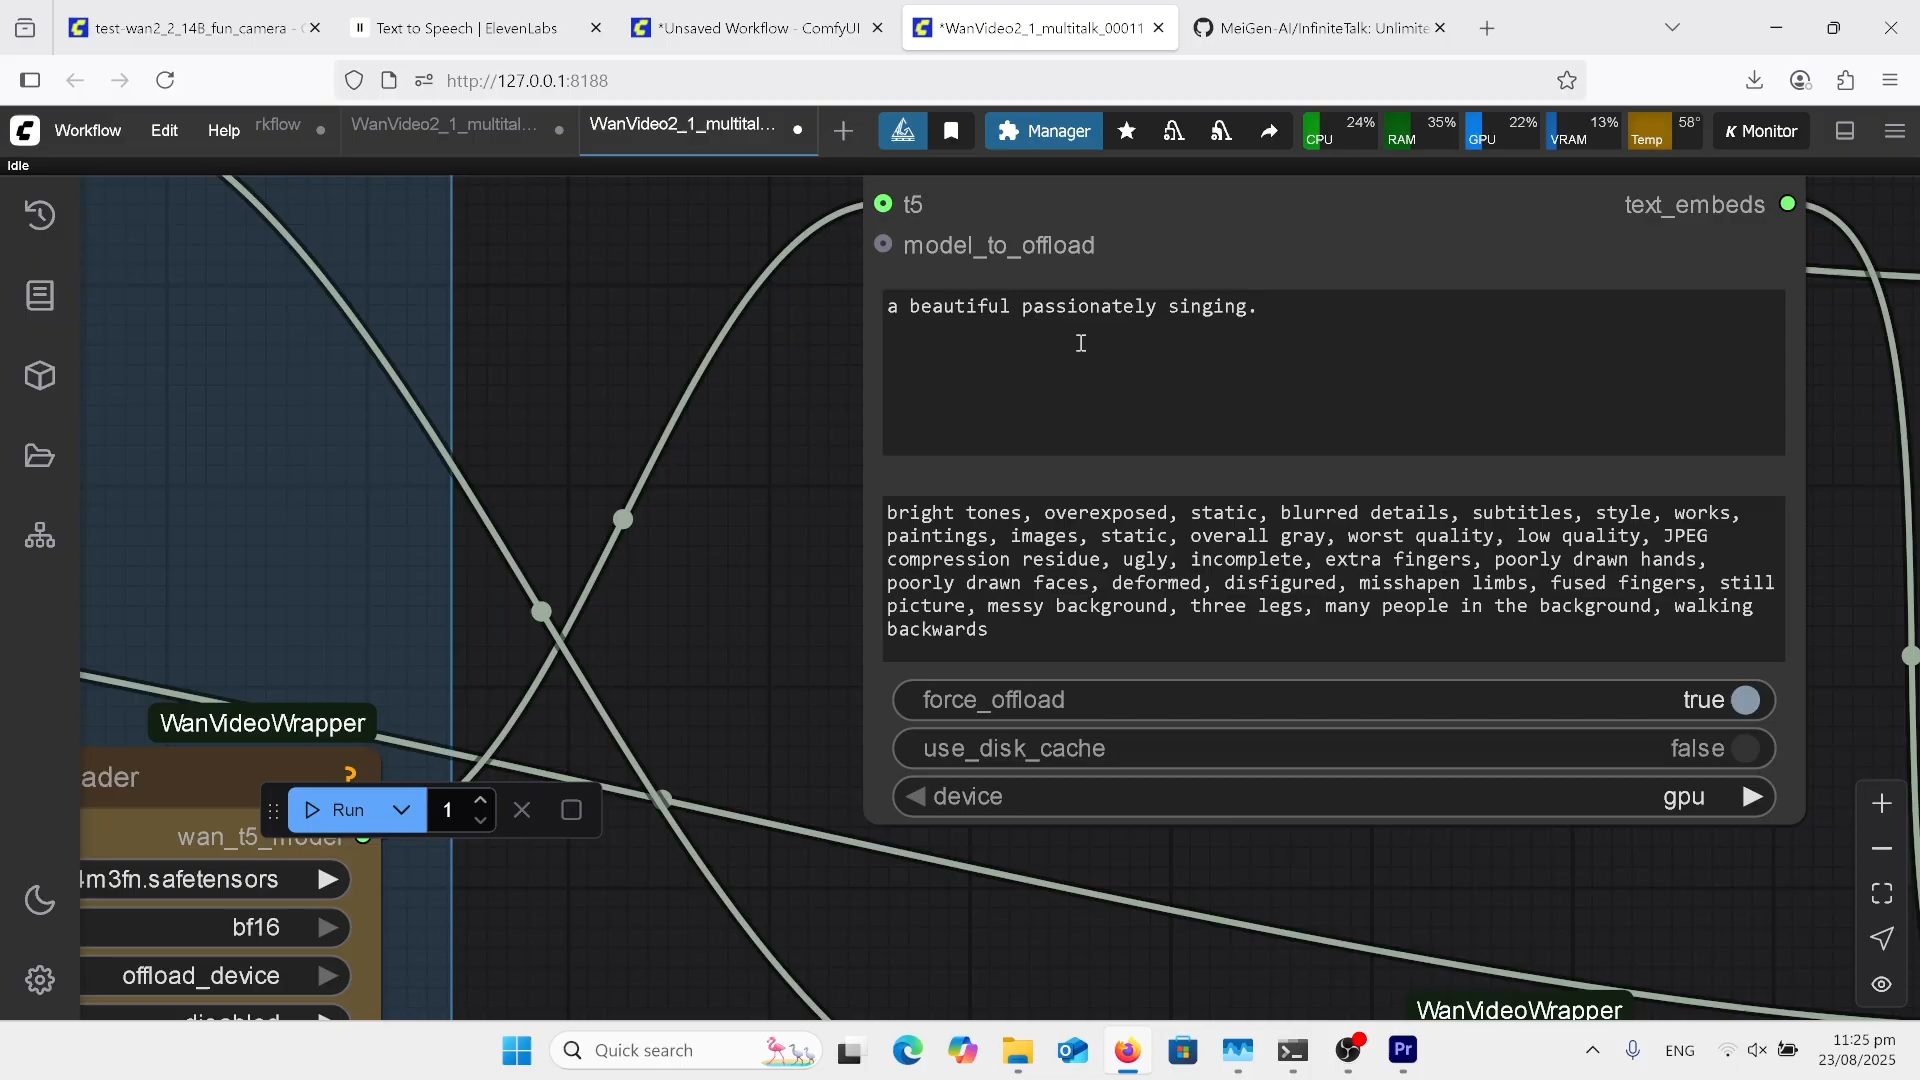 test-wan2_2_14B_fun_camera - C
Text to Speech | ElevenLabs
*Unsaved Workflow - ComfyUI
*WanVideo2_1_multitalk_00011
MeiGen-AI/InfiniteTalk: Unlimite
http://127.0.0.1:8188
Workflow
Edit
Help
rkflow
WanVideo2_1_multital...
WanVideo2_1_multital...
Manager
CPU 24%
RAM 35%
GPU 22%
VRAM 13%
Temp 58°
K Monitor
Idle
t5
text_embeds
model_to_offload
a beautiful passionately singing.
bright tones, overexposed, static, blurred details, subtitles, style, works,
paintings, images, static, overall gray, worst quality, low quality, JPEG
compression residue, ugly, incomplete, extra fingers, poorly drawn hands,
poorly drawn faces, deformed, disfigured, misshapen limbs, fused fingers, still
picture, messy background, three legs, many people in the background, walking
backwards
force_offload true
use_disk_cache false
device gpu
WanVideoWrapper
ader
Run
1
wan_t5_model
4m3fn.safetensors
bf16
offload_device
disabled
WanVideoWrapper
Quick search
Pr
ENG
11:25 pm
23/08/2025